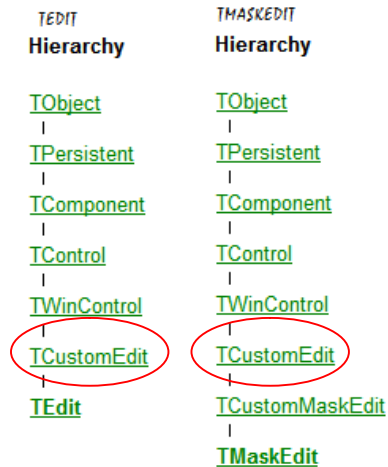 TEDIT
Hierarchy
TObject
TPersistent
TComponent
TControl
TWinControl
TCustomEdit
TEdit
TMASKEDIT
Hierarchy
TObject
TPersistent
TComponent
TControl
TWinControl
TCustomEdit
TCustomMaskEdit
TMaskEdit